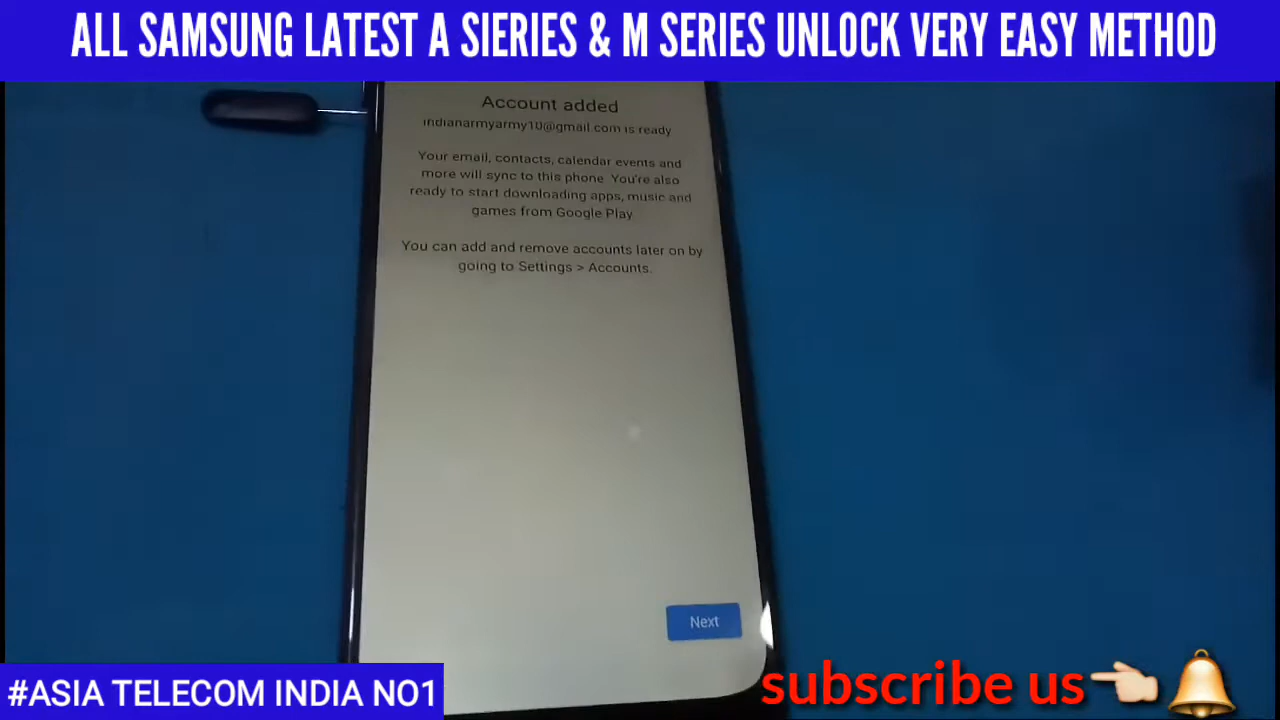 ALL SAMSUNG LATEST A SIERIES & M SERIES UNLOCK VERY EASY METHOD
Account added
indianarmyarmy10@gmail.com is ready
Your email, contacts, calendar events and
more will sync to this phone. You're also
ready to start downloading apps, music and
games from Google Play
You can add and remove accounts later on by
going to Settings > Accounts.
Next
#ASIA TELECOM INDIA NO1
subscribe us